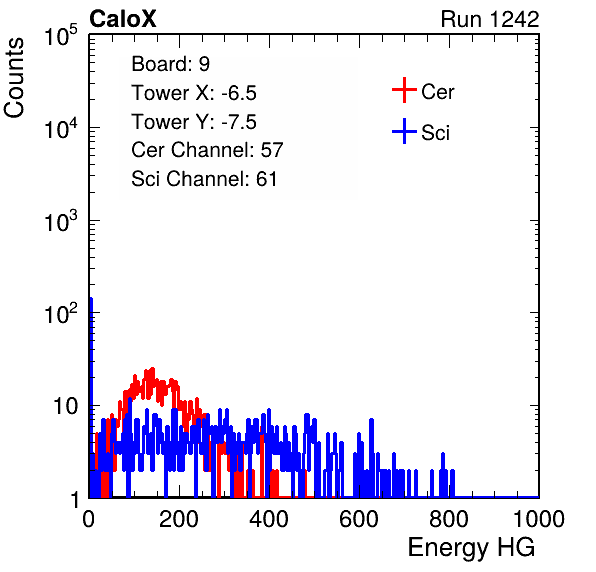 CaloX Run 1242
Counts
10^5
10^4
10^3
10^2
10
1
Board: 9
Tower X: -6.5
Tower Y: -7.5
Cer Channel: 57
Sci Channel: 61
Cer
Sci
0 200 400 600 800 1000
Energy HG